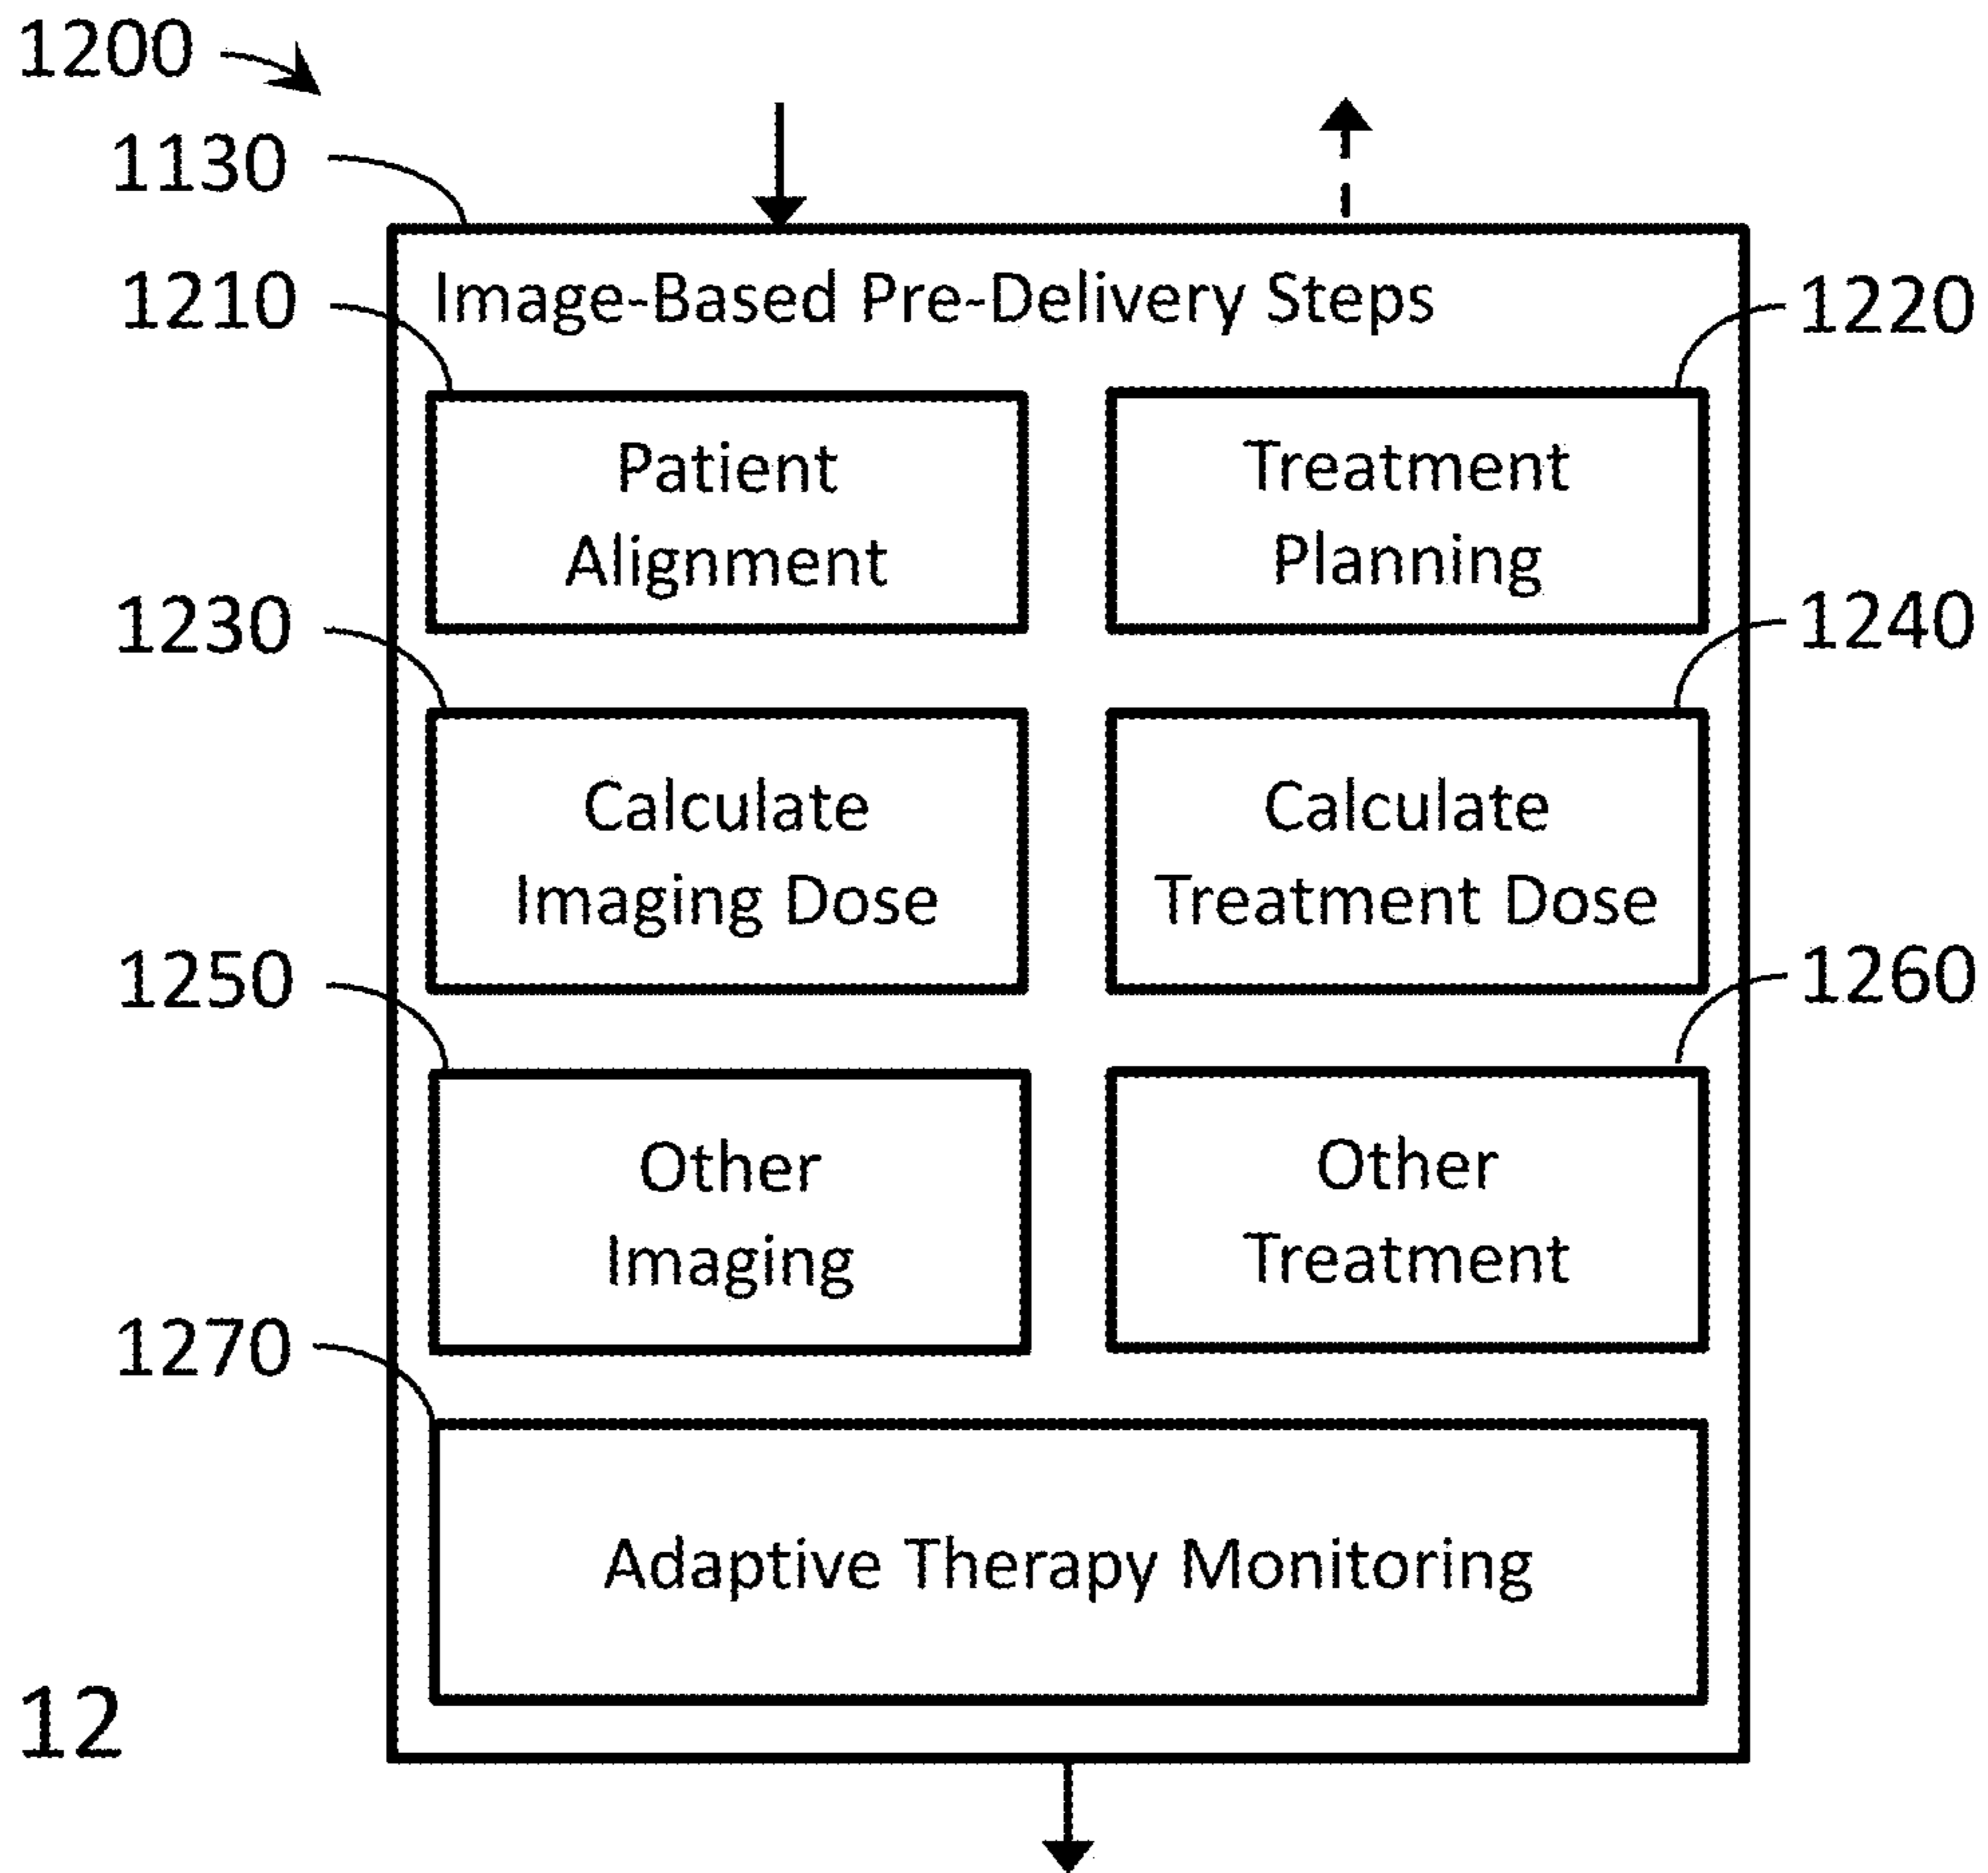 1200
1130
1210
Image-Based Pre-Delivery Steps
1220
Patient
Alignment
Treatment
Planning
1230
1240
Calculate
Imaging Dose
Calculate
Treatment Dose
1250
1260
Other
Imaging
Other
Treatment
1270
Adaptive Therapy Monitoring
12